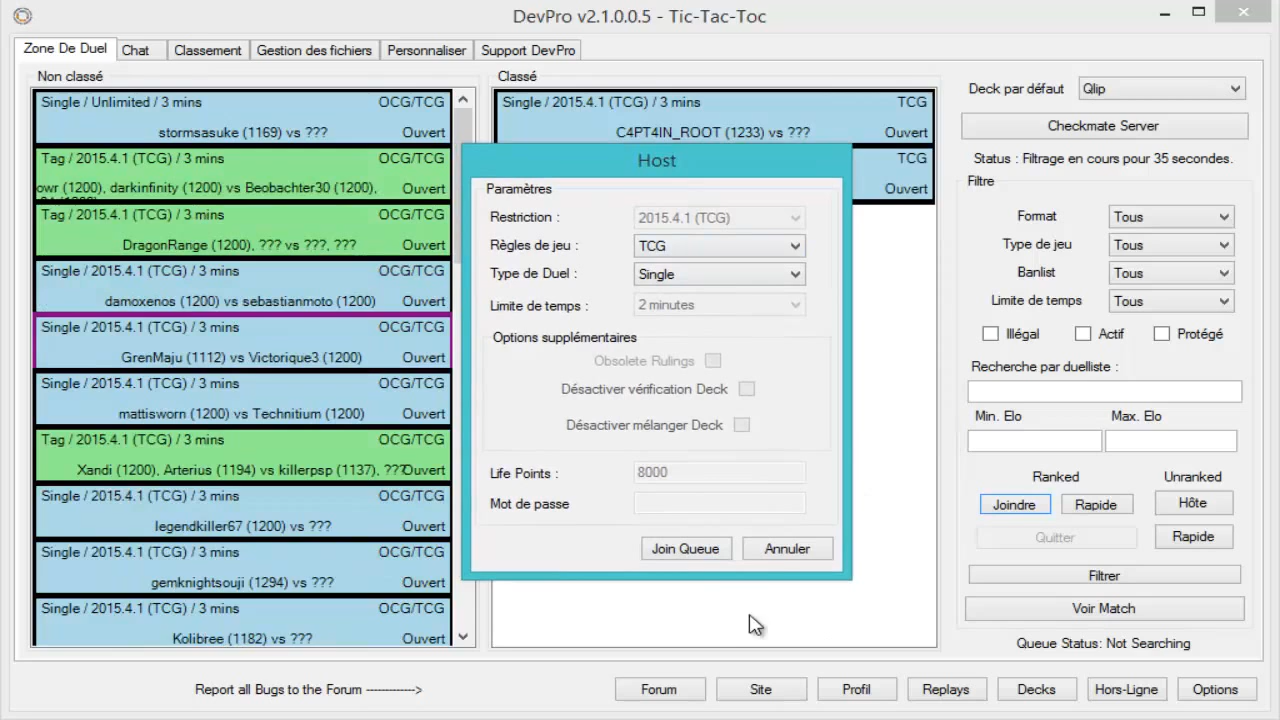 DevPro v2.1.0.0.5 - Tic-Tac-Toc
Zone De Duel
Chat
Classement
Gestion des fichiers
Personnaliser
Support DevPro
Non classé
Single / Unlimited / 3 mins OCG/TCG
stormsasuke (1169) vs ??? Ouvert
Tag / 2015.4.1 (TCG) / 3 mins OCG/TCG
owr (1200), darkinfinity (1200) vs Beobachter30 (1200), Ouvert
Tag / 2015.4.1 (TCG) / 3 mins OCG/TCG
DragonRange (1200), ??? vs ???, ??? Ouvert
Single / 2015.4.1 (TCG) / 3 mins OCG/TCG
damoxenos (1200) vs sebastianmoto (1200) Ouvert
Single / 2015.4.1 (TCG) / 3 mins OCG/TCG
GrenMaju (1112) vs Victorique3 (1200) Ouvert
Single / 2015.4.1 (TCG) / 3 mins OCG/TCG
mattisworn (1200) vs Technitium (1200) Ouvert
Tag / 2015.4.1 (TCG) / 3 mins OCG/TCG
Xandi (1200), Arterius (1194) vs killerpsp (1137), ??? Ouvert
Single / 2015.4.1 (TCG) / 3 mins OCG/TCG
legendkiller67 (1200) vs ??? Ouvert
Single / 2015.4.1 (TCG) / 3 mins OCG/TCG
gemknightsouji (1294) vs ??? Ouvert
Single / 2015.4.1 (TCG) / 3 mins OCG/TCG
Kolibree (1182) vs ??? Ouvert
Classé
Single / 2015.4.1 (TCG) / 3 mins TCG
C4PT4IN_ROOT (1233) vs ??? Ouvert
TCG
Ouvert
Host
Paramètres
Restriction : 2015.4.1 (TCG)
Règles de jeu : TCG
Type de Duel : Single
Limite de temps : 2 minutes
Options supplémentaires
Obsolete Rulings
Désactiver vérification Deck
Désactiver mélanger Deck
Life Points : 8000
Mot de passe
Join Queue
Annuler
Deck par défaut Qlip
Checkmate Server
Status : Filtrage en cours pour 35 secondes.
Filtre
Format Tous
Type de jeu Tous
Banlist Tous
Limite de temps Tous
Illégal Actif Protégé
Recherche par duelliste :
Min. Elo Max. Elo
Ranked Unranked
Joindre Rapide Hôte
Quitter Rapide
Filtrer
Voir Match
Queue Status: Not Searching
Report all Bugs to the Forum ------------->
Forum
Site
Profil
Replays
Decks
Hors-Ligne
Options